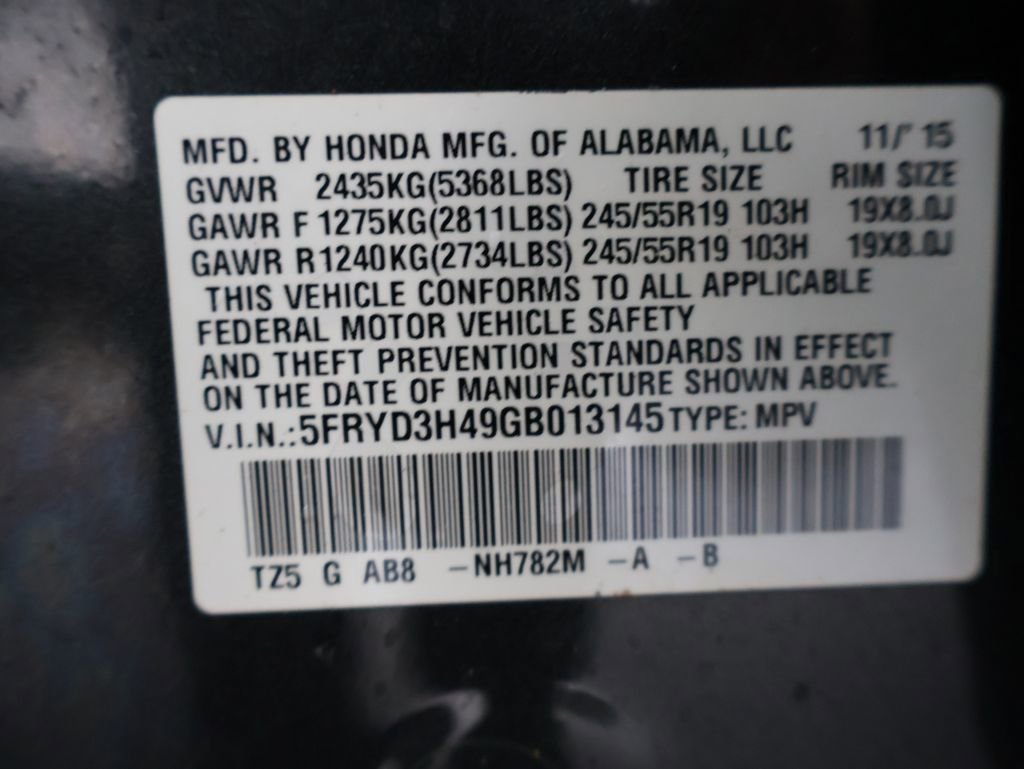 MFD. BY HONDA MFG. OF ALABAMA, LLC 11/'15
GVWR 2435KG(5368LBS) TIRE SIZE RIM SIZE
GAWR F 1275KG(2811LBS) 245/55R19 103H 19X8.0J
GAWR R 1240KG(2734LBS) 245/55R19 103H 19X8.0J
THIS VEHICLE CONFORMS TO ALL APPLICABLE
FEDERAL MOTOR VEHICLE SAFETY
AND THEFT PREVENTION STANDARDS IN EFFECT
ON THE DATE OF MANUFACTURE SHOWN ABOVE.
V.I.N.:5FRYD3H49GB013145 TYPE: MPV
TZ5 G AB8 -NH782M -A -B